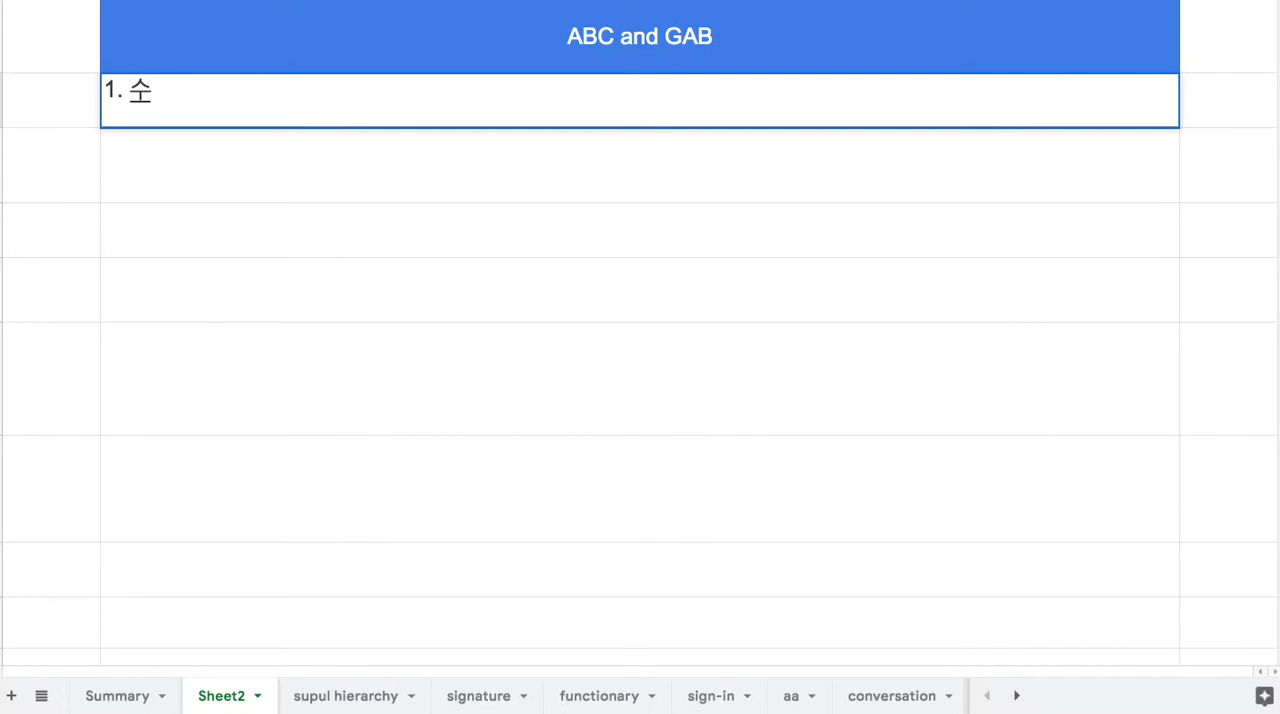 ABC and GAB
1. 수
Summary
Sheet2
supul hierarchy
signature
functionary
sign-in
aa
conversation